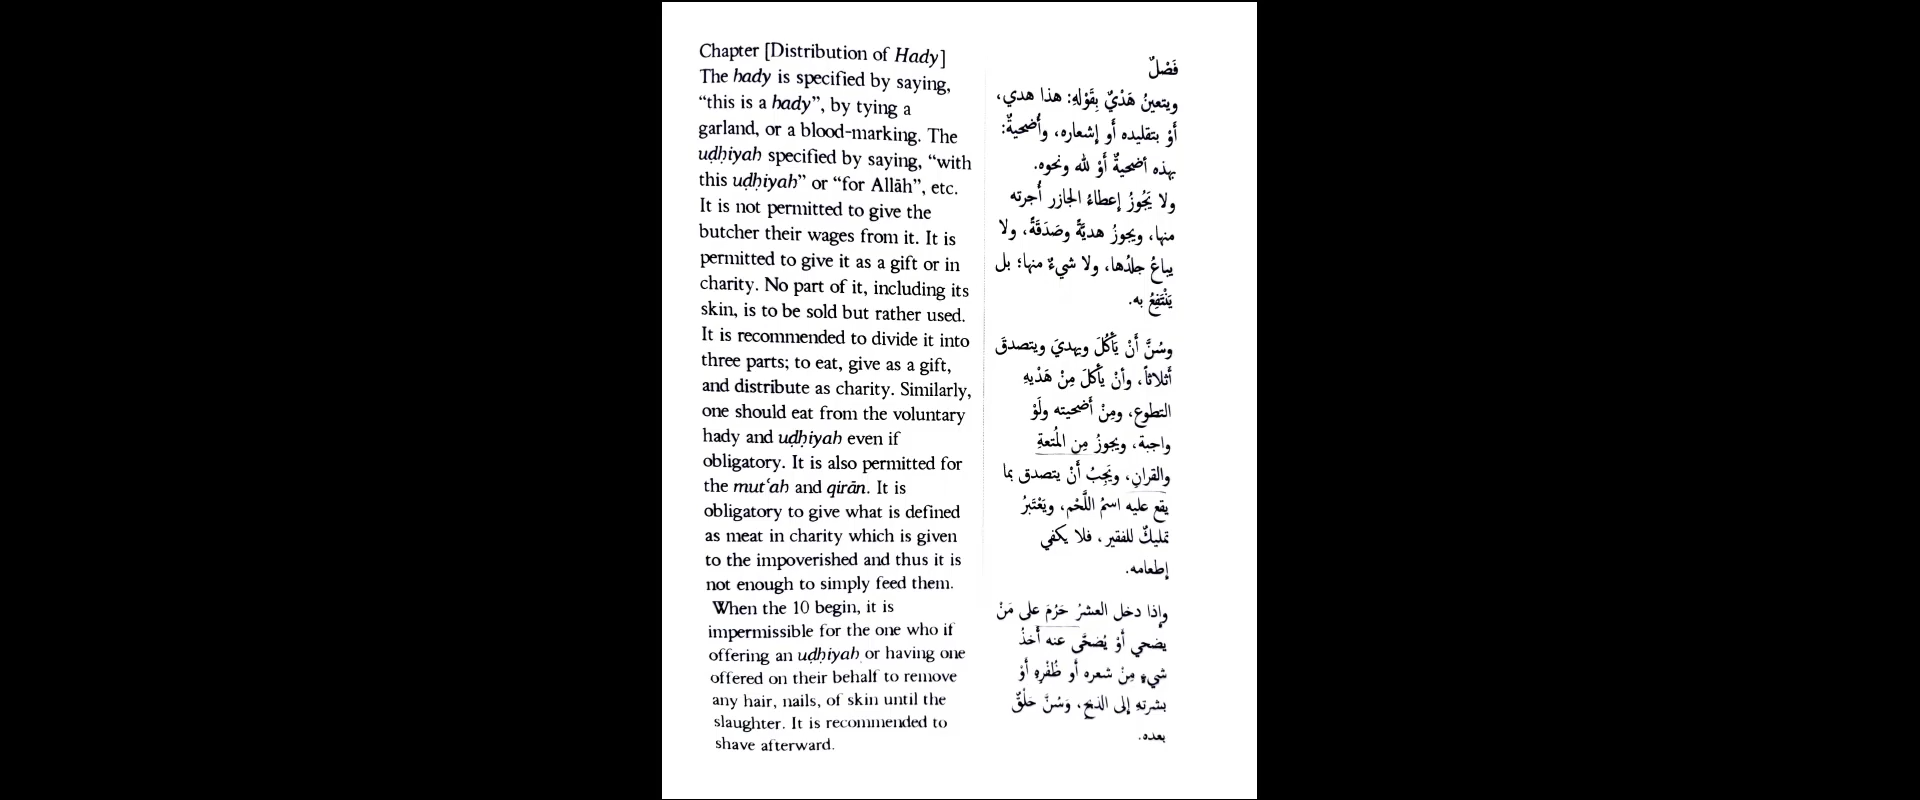 Chapter [Distribution of Hady]
The hady is specified by saying,
“this is a hady”, by tying a
garland, or a blood-marking. The
uḍḥiyah specified by saying, “with
this uḍḥiyah” or “for Allāh”, etc.
It is not permitted to give the
butcher their wages from it. It is
permitted to give it as a gift or in
charity. No part of it, including its
skin, is to be sold but rather used.
It is recommended to divide it into
three parts; to eat, give as a gift,
and distribute as charity. Similarly,
one should eat from the voluntary
hady and uḍḥiyah even if
obligatory. It is also permitted for
the mutʿah and qirān. It is
obligatory to give what is defined
as meat in charity which is given
to the impoverished and thus it is
not enough to simply feed them.
When the 10 begin, it is
impermissible for the one who if
offering an uḍḥiyah or having one
offered on their behalf to remove
any hair, nails, of skin until the
slaughter. It is recommended to
shave afterward.
فَصْلٌ
ويتعينُ هَدْيٌ بِقَوْلِهِ: هذا هدي،
أَوْ بتقليده أو إشعاره، وأُضحيةٌ:
بهذه أضحيةٌ أَوْ لله ونحوه.
ولا يَجُوزُ إعطاءُ الجازر أُجرته
منها، ويجوزُ هديَّةً وصَدَقَةً، ولا
يباعُ جلدُها، ولا شيءٌ منها؛ بل
يَنْتَفِعُ به.
وسُنَّ أَنْ يَأْكُلَ ويهديَ ويتصدقَ
أثلاثاً، وأنْ يأكلَ مِنْ هَدْيِهِ
التطوع، ومِنْ أضحيته ولَوْ
واجبة، ويجوزُ مِن المُتعةِ
والقرانِ، ويَجِبُ أَنْ يتصدق بما
يقع عليه اسمُ اللَّحْم، ويَعْتَبرُ
تمليكٌ للفقير، فلا يكفي
إطعامه.
وإذا دخل العشرُ حَرُمَ على مَنْ
يضحي أَوْ يُضحَّى عنه أَخذُ
شيءٍ مِنْ شعره أو ظُفْرِهِ أَوْ
بشرتهِ إلى الذبح، وَسُنَّ حَلْقٌ
بعده.